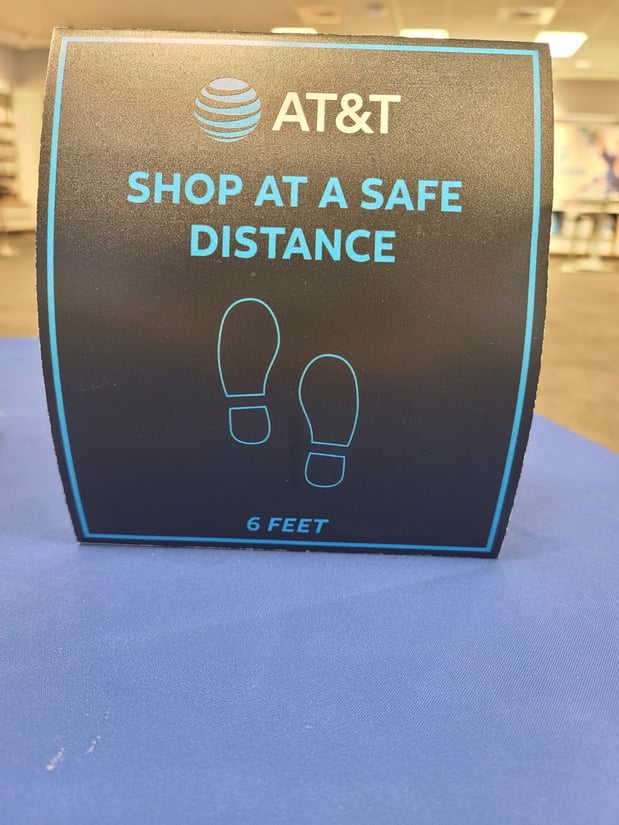 AT&T
SHOP AT A SAFE
DISTANCE
6 FEET